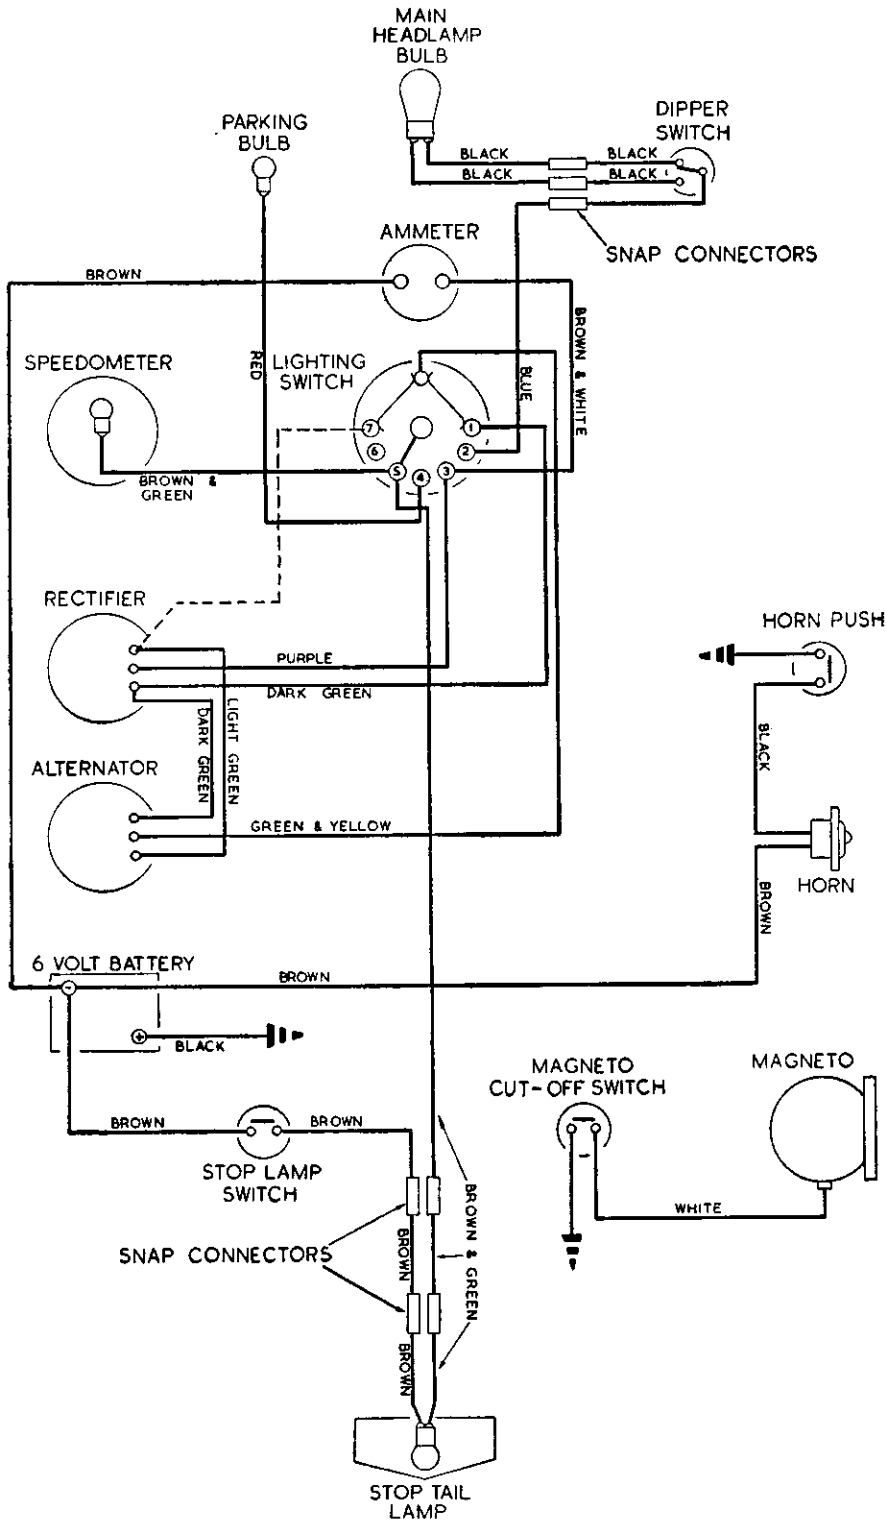 MAIN
HEADLAMP
BULB
DIPPER
SWITCH
PARKING
BULB
BLACK
BLACK
BLACK
BLACK
AMMETER
SNAP CONNECTORS
BROWN
BROWN & WHITE
SPEEDOMETER
RED
LIGHTING
SWITCH
BLUE
7
1
6
2
5
4
3
BROWN &
GREEN
RECTIFIER
HORN PUSH
PURPLE
DARK GREEN
LIGHT GREEN
DARK GREEN
BLACK
ALTERNATOR
GREEN & YELLOW
HORN
BROWN
6 VOLT BATTERY
-
BROWN
+
BLACK
MAGNETO
CUT-OFF SWITCH
MAGNETO
BROWN
BROWN
STOP LAMP
SWITCH
BROWN & GREEN
WHITE
SNAP CONNECTORS
BROWN
BROWN
STOP TAIL
LAMP